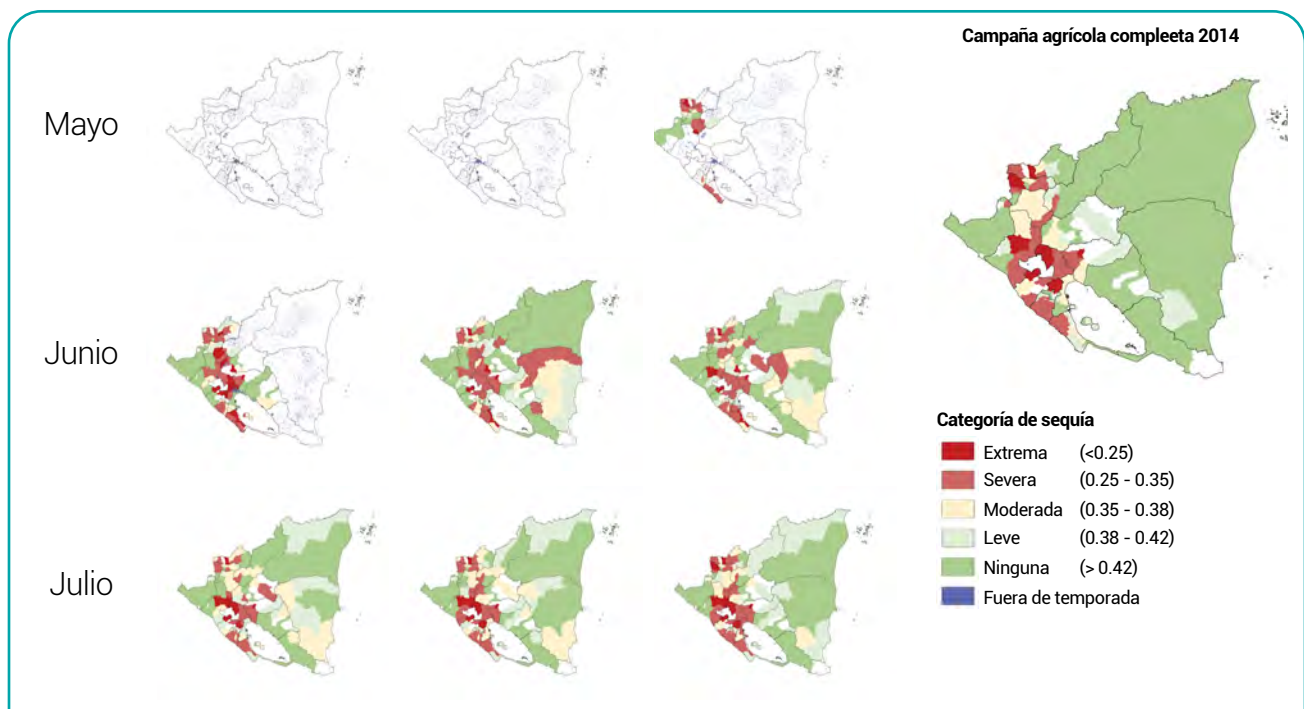 Campaña agrícola compleeta 2014
Mayo
Junio
Julio
Categoría de sequía
Extrema (<0.25)
Severa (0.25 - 0.35)
Moderada (0.35 - 0.38)
Leve (0.38 - 0.42)
Ninguna (> 0.42)
Fuera de temporada